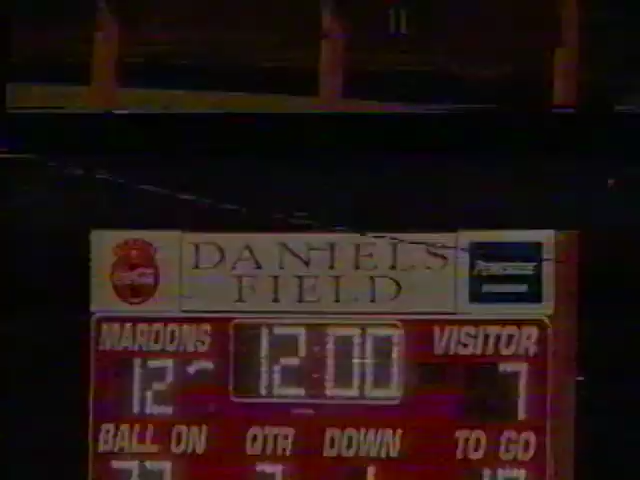 DANIELS
FIELD
MAROONS 12:00 VISITOR
12 7
BALL ON QTR DOWN TO GO